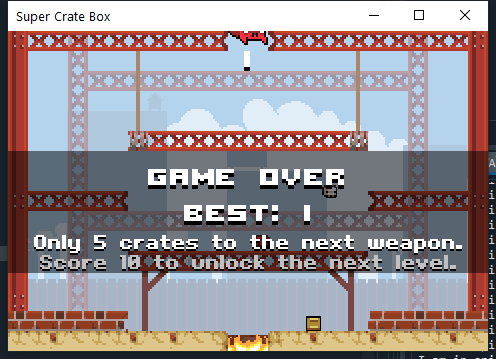 Super Crate Box
1
GAME OVER
BEST: 1
Only 5 crates to the next weapon.
Score 10 to unlock the next level.